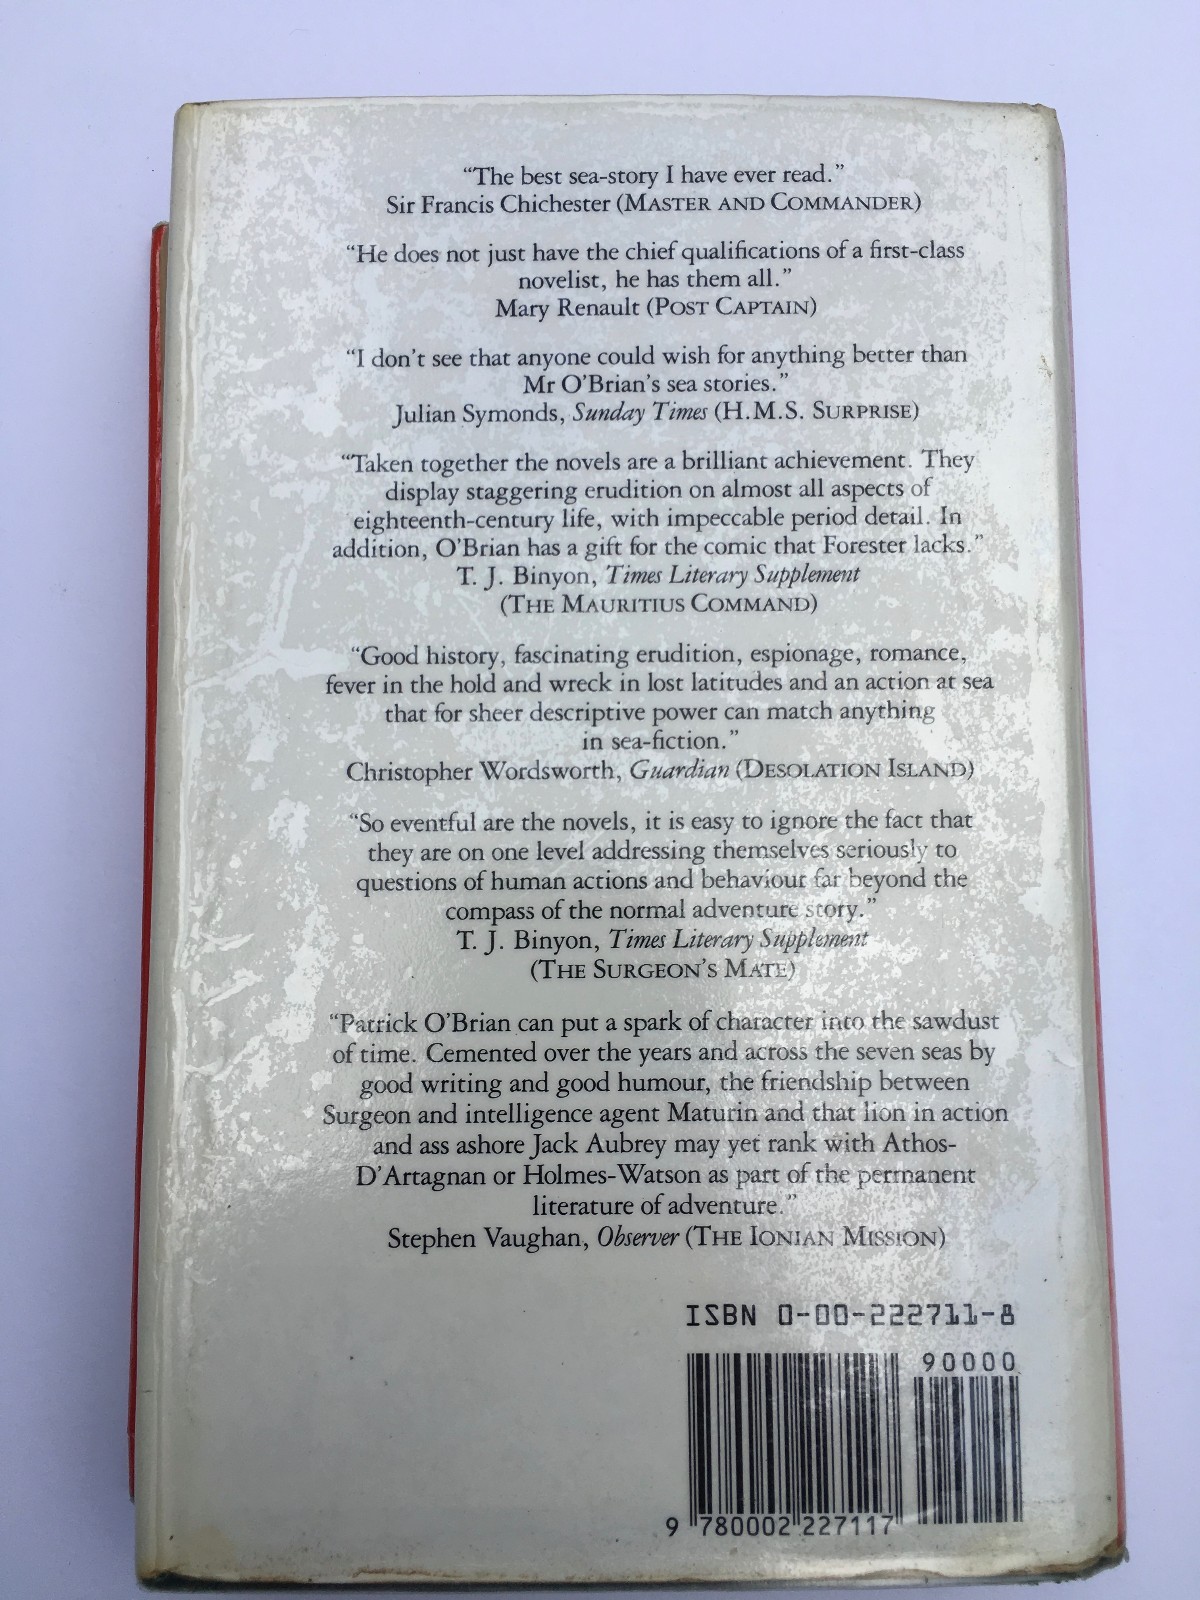 “The best sea-story I have ever read.”
Sir Francis Chichester (MASTER AND COMMANDER)
“He does not just have the chief qualifications of a first-class
novelist, he has them all.”
Mary Renault (POST CAPTAIN)
“I don’t see that anyone could wish for anything better than
Mr O’Brian’s sea stories.”
Julian Symonds, Sunday Times (H.M.S. SURPRISE)
“Taken together the novels are a brilliant achievement. They
display staggering erudition on almost all aspects of
eighteenth-century life, with impeccable period detail. In
addition, O’Brian has a gift for the comic that Forester lacks.”
T. J. Binyon, Times Literary Supplement
(THE MAURITIUS COMMAND)
“Good history, fascinating erudition, espionage, romance,
fever in the hold and wreck in lost latitudes and an action at sea
that for sheer descriptive power can match anything
in sea-fiction.”
Christopher Wordsworth, Guardian (DESOLATION ISLAND)
“So eventful are the novels, it is easy to ignore the fact that
they are on one level addressing themselves seriously to
questions of human actions and behaviour far beyond the
compass of the normal adventure story.”
T. J. Binyon, Times Literary Supplement
(THE SURGEON’S MATE)
“Patrick O’Brian can put a spark of character into the sawdust
of time. Cemented over the years and across the seven seas by
good writing and good humour, the friendship between
Surgeon and intelligence agent Maturin and that lion in action
and ass ashore Jack Aubrey may yet rank with Athos-
D’Artagnan or Holmes-Watson as part of the permanent
literature of adventure.”
Stephen Vaughan, Observer (THE IONIAN MISSION)
ISBN 0-00-222711-8
90000
9 780002 227117